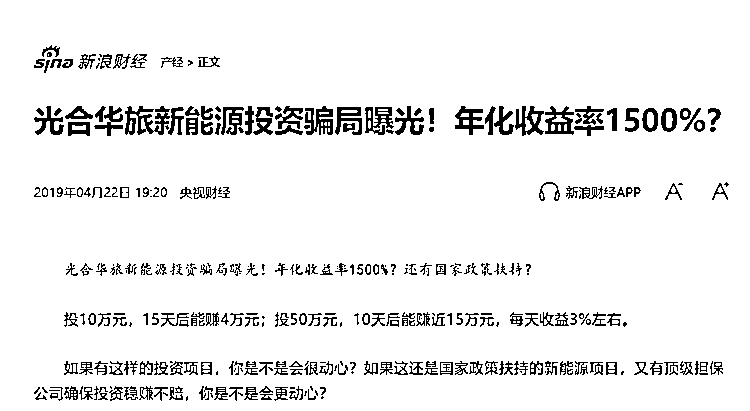 sina 新浪财经 产经 > 正文
光合华旅新能源投资骗局曝光！年化收益率1500%？
2019年04月22日 19:20 央视财经 新浪财经APP A- A+
光合华旅新能源投资骗局曝光！年化收益率1500%？还有国家政策扶持？
投10万元，15天后能赚4万元；投50万元，10天后能赚近15万元，每天收益3%左右。
如果有这样的投资项目，你是不是会很动心？如果这还是国家政策扶持的新能源项目，又有顶级担保
公司确保投资稳赚不赔，你是不是会更动心？